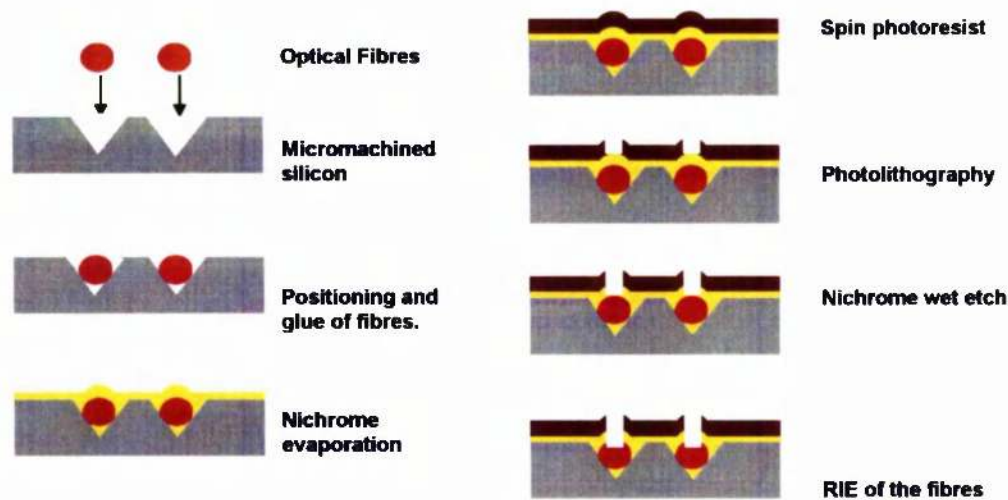 Optical Fibres
Micromachined
silicon
Positioning and
glue of fibres.
Nichrome
evaporation
Spin photoresist
Photolithography
Nichrome wet etch
RIE of the fibres